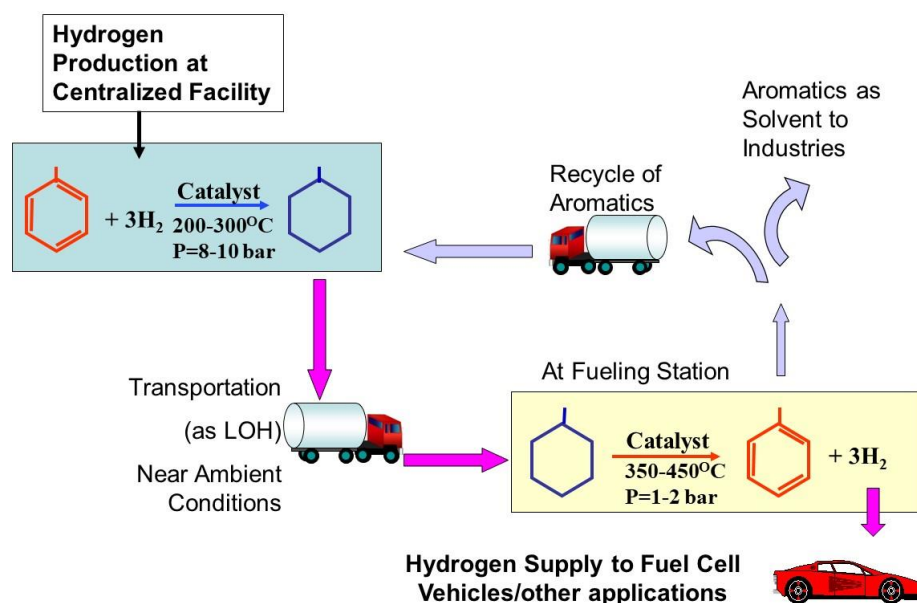 Hydrogen
Production at
Centralized Facility
+ 3H₂
Catalyst
200-300ᴼC
P=8-10 bar
Recycle of
Aromatics
Aromatics as
Solvent to
Industries
Transportation
(as LOH)
Near Ambient
Conditions
At Fueling Station
Catalyst
350-450ᴼC
P=1-2 bar
+ 3H₂
Hydrogen Supply to Fuel Cell
Vehicles/other applications